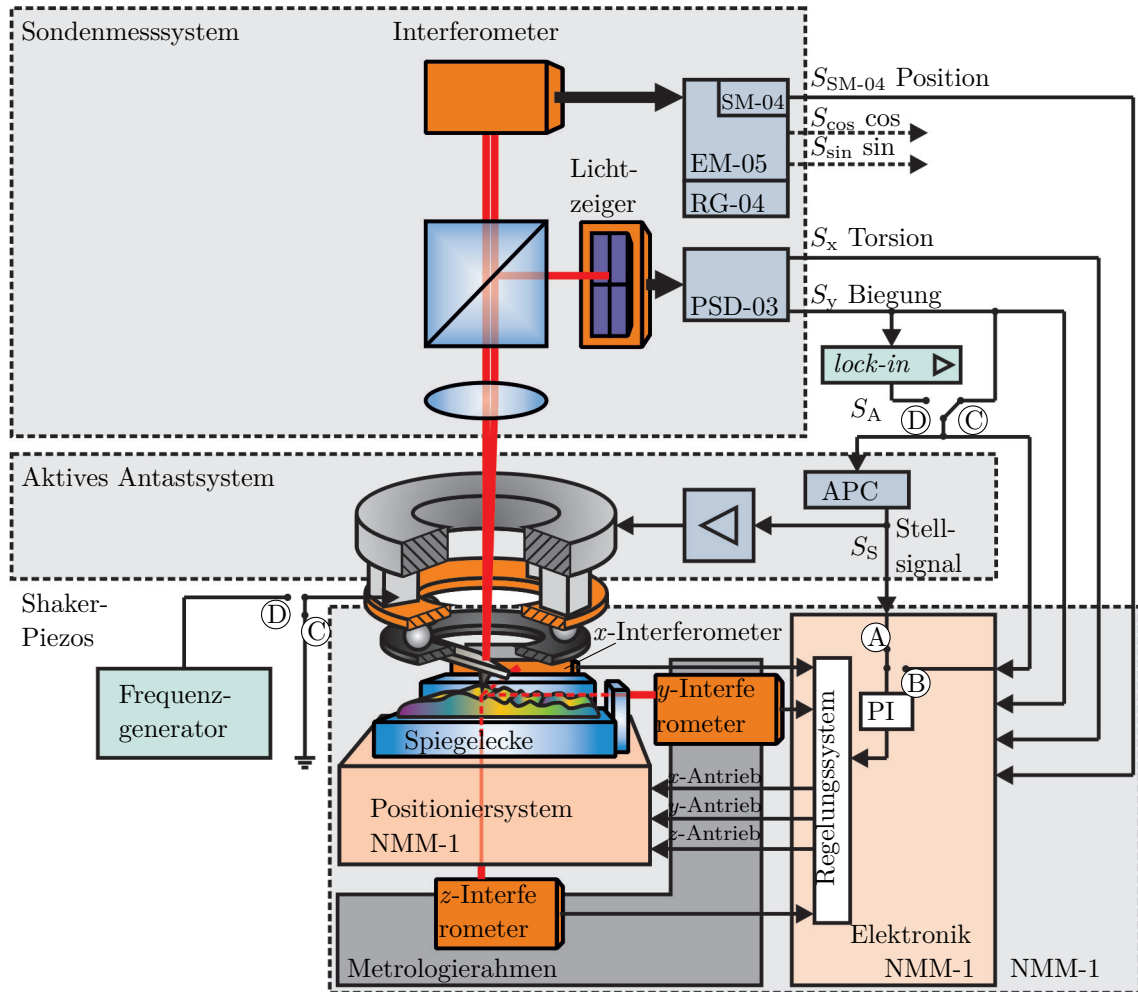 Sondenmesssystem
Interferometer
SM-04
EM-05
RG-04
S_SM-04 Position
S_cos cos
S_sin sin
Licht-
zeiger
PSD-03
S_x Torsion
S_y Biegung
lock-in
S_A
D
C
Aktives Antastsystem
APC
S_S
Stell-
signal
Shaker-
Piezos
D
C
Frequenz-
generator
x-Interferometer
y-Interfe
rometer
Spiegelecke
Positioniersystem
NMM-1
x-Antrieb
y-Antrieb
z-Antrieb
z-Interfe
rometer
Metrologierahmen
A
B
PI
Regelungssystem
Elektronik
NMM-1
NMM-1